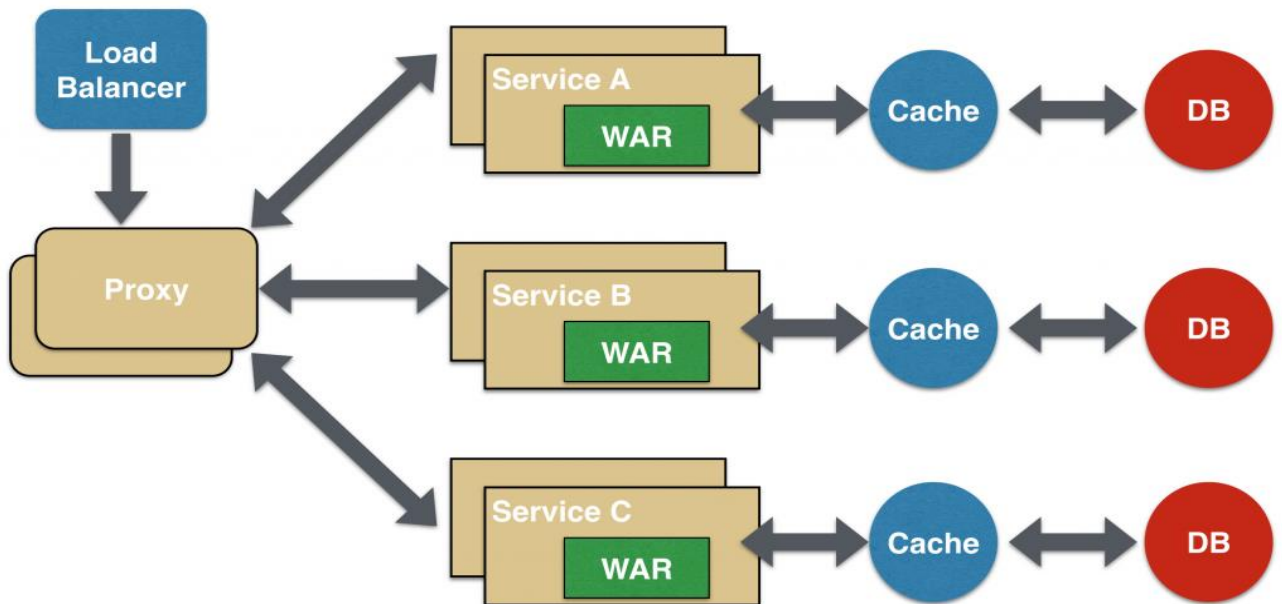 Load
Balancer
Proxy
Service A
WAR
Cache
DB
Service B
WAR
Cache
DB
Service C
WAR
Cache
DB